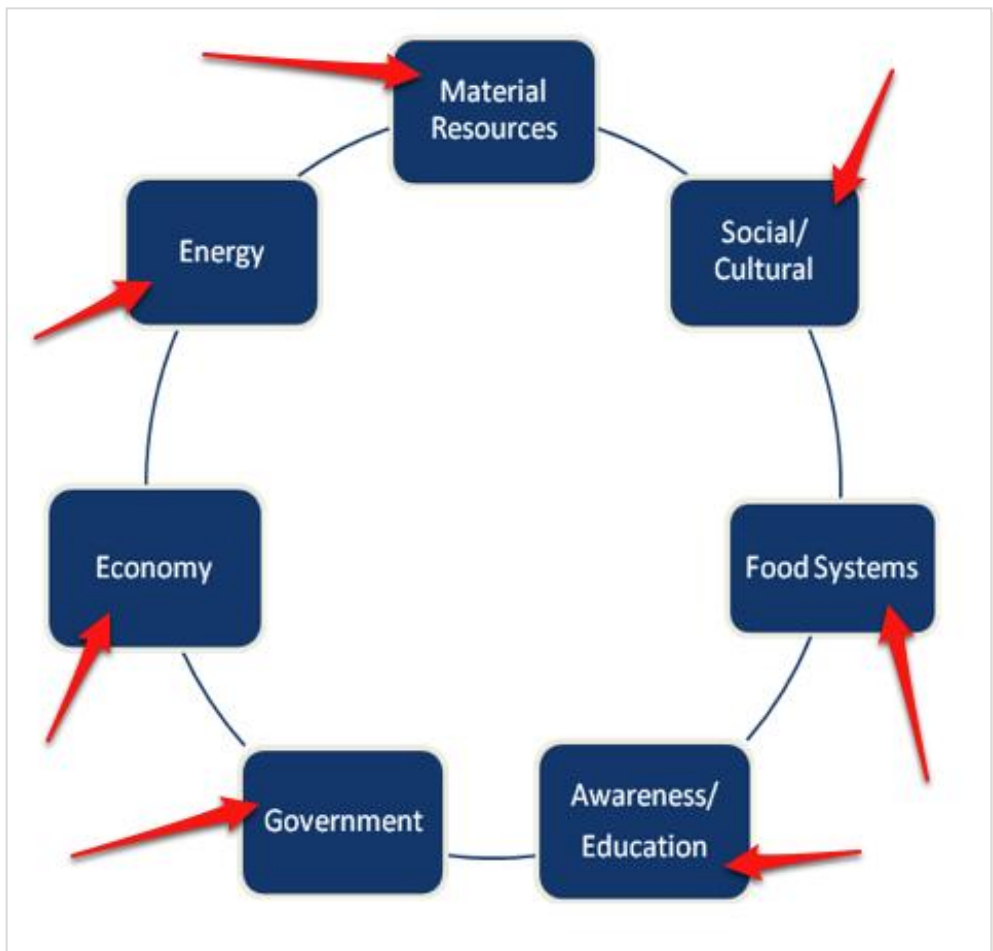 Material
Resources
Social/
Cultural
Food Systems
Awareness/
Education
Government
Economy
Energy